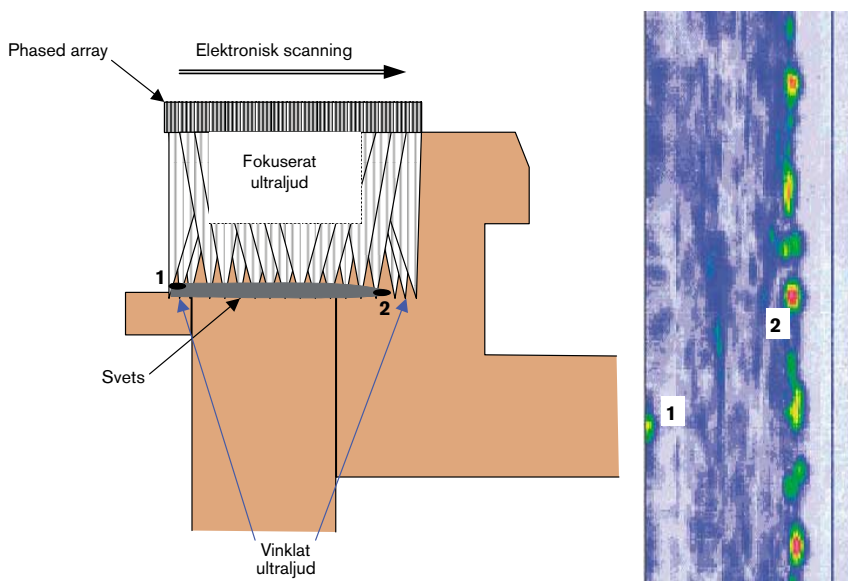 Phased array
Elektronisk scanning
Fokuserat
ultraljud
1
2
Svets
Vinklat
ultraljud
2
1